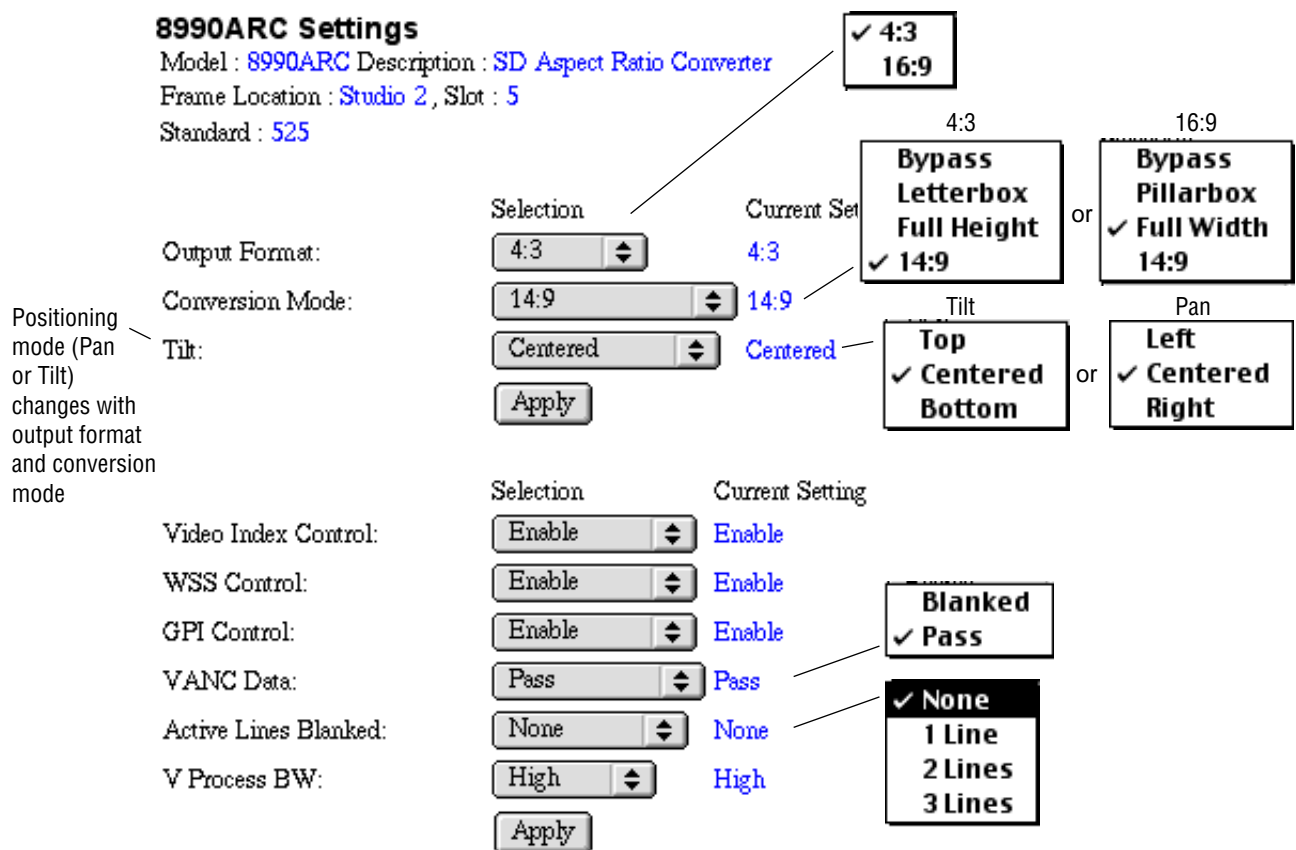 8990ARC Settings
Model : 8990ARC Description : SD Aspect Ratio Converter
Frame Location : Studio 2 , Slot : 5
Standard : 525
✓ 4:3
16:9
Selection
Current Set
Output Format:
4:3
4:3
Conversion Mode:
14:9
14:9
Tilt:
Centered
Centered
Apply
4:3
Bypass
Letterbox
Full Height
✓ 14:9
or
16:9
Bypass
Pillarbox
✓ Full Width
14:9
Tilt
Top
✓ Centered
Bottom
or
Pan
Left
✓ Centered
Right
Positioning
mode (Pan
or Tilt)
changes with
output format
and conversion
mode
Selection
Current Setting
Video Index Control:
Enable
Enable
WSS Control:
Enable
Enable
GPI Control:
Enable
Enable
VANC Data:
Pass
Pass
Active Lines Blanked:
None
None
V Process BW:
High
High
Apply
Blanked
✓ Pass
✓ None
1 Line
2 Lines
3 Lines